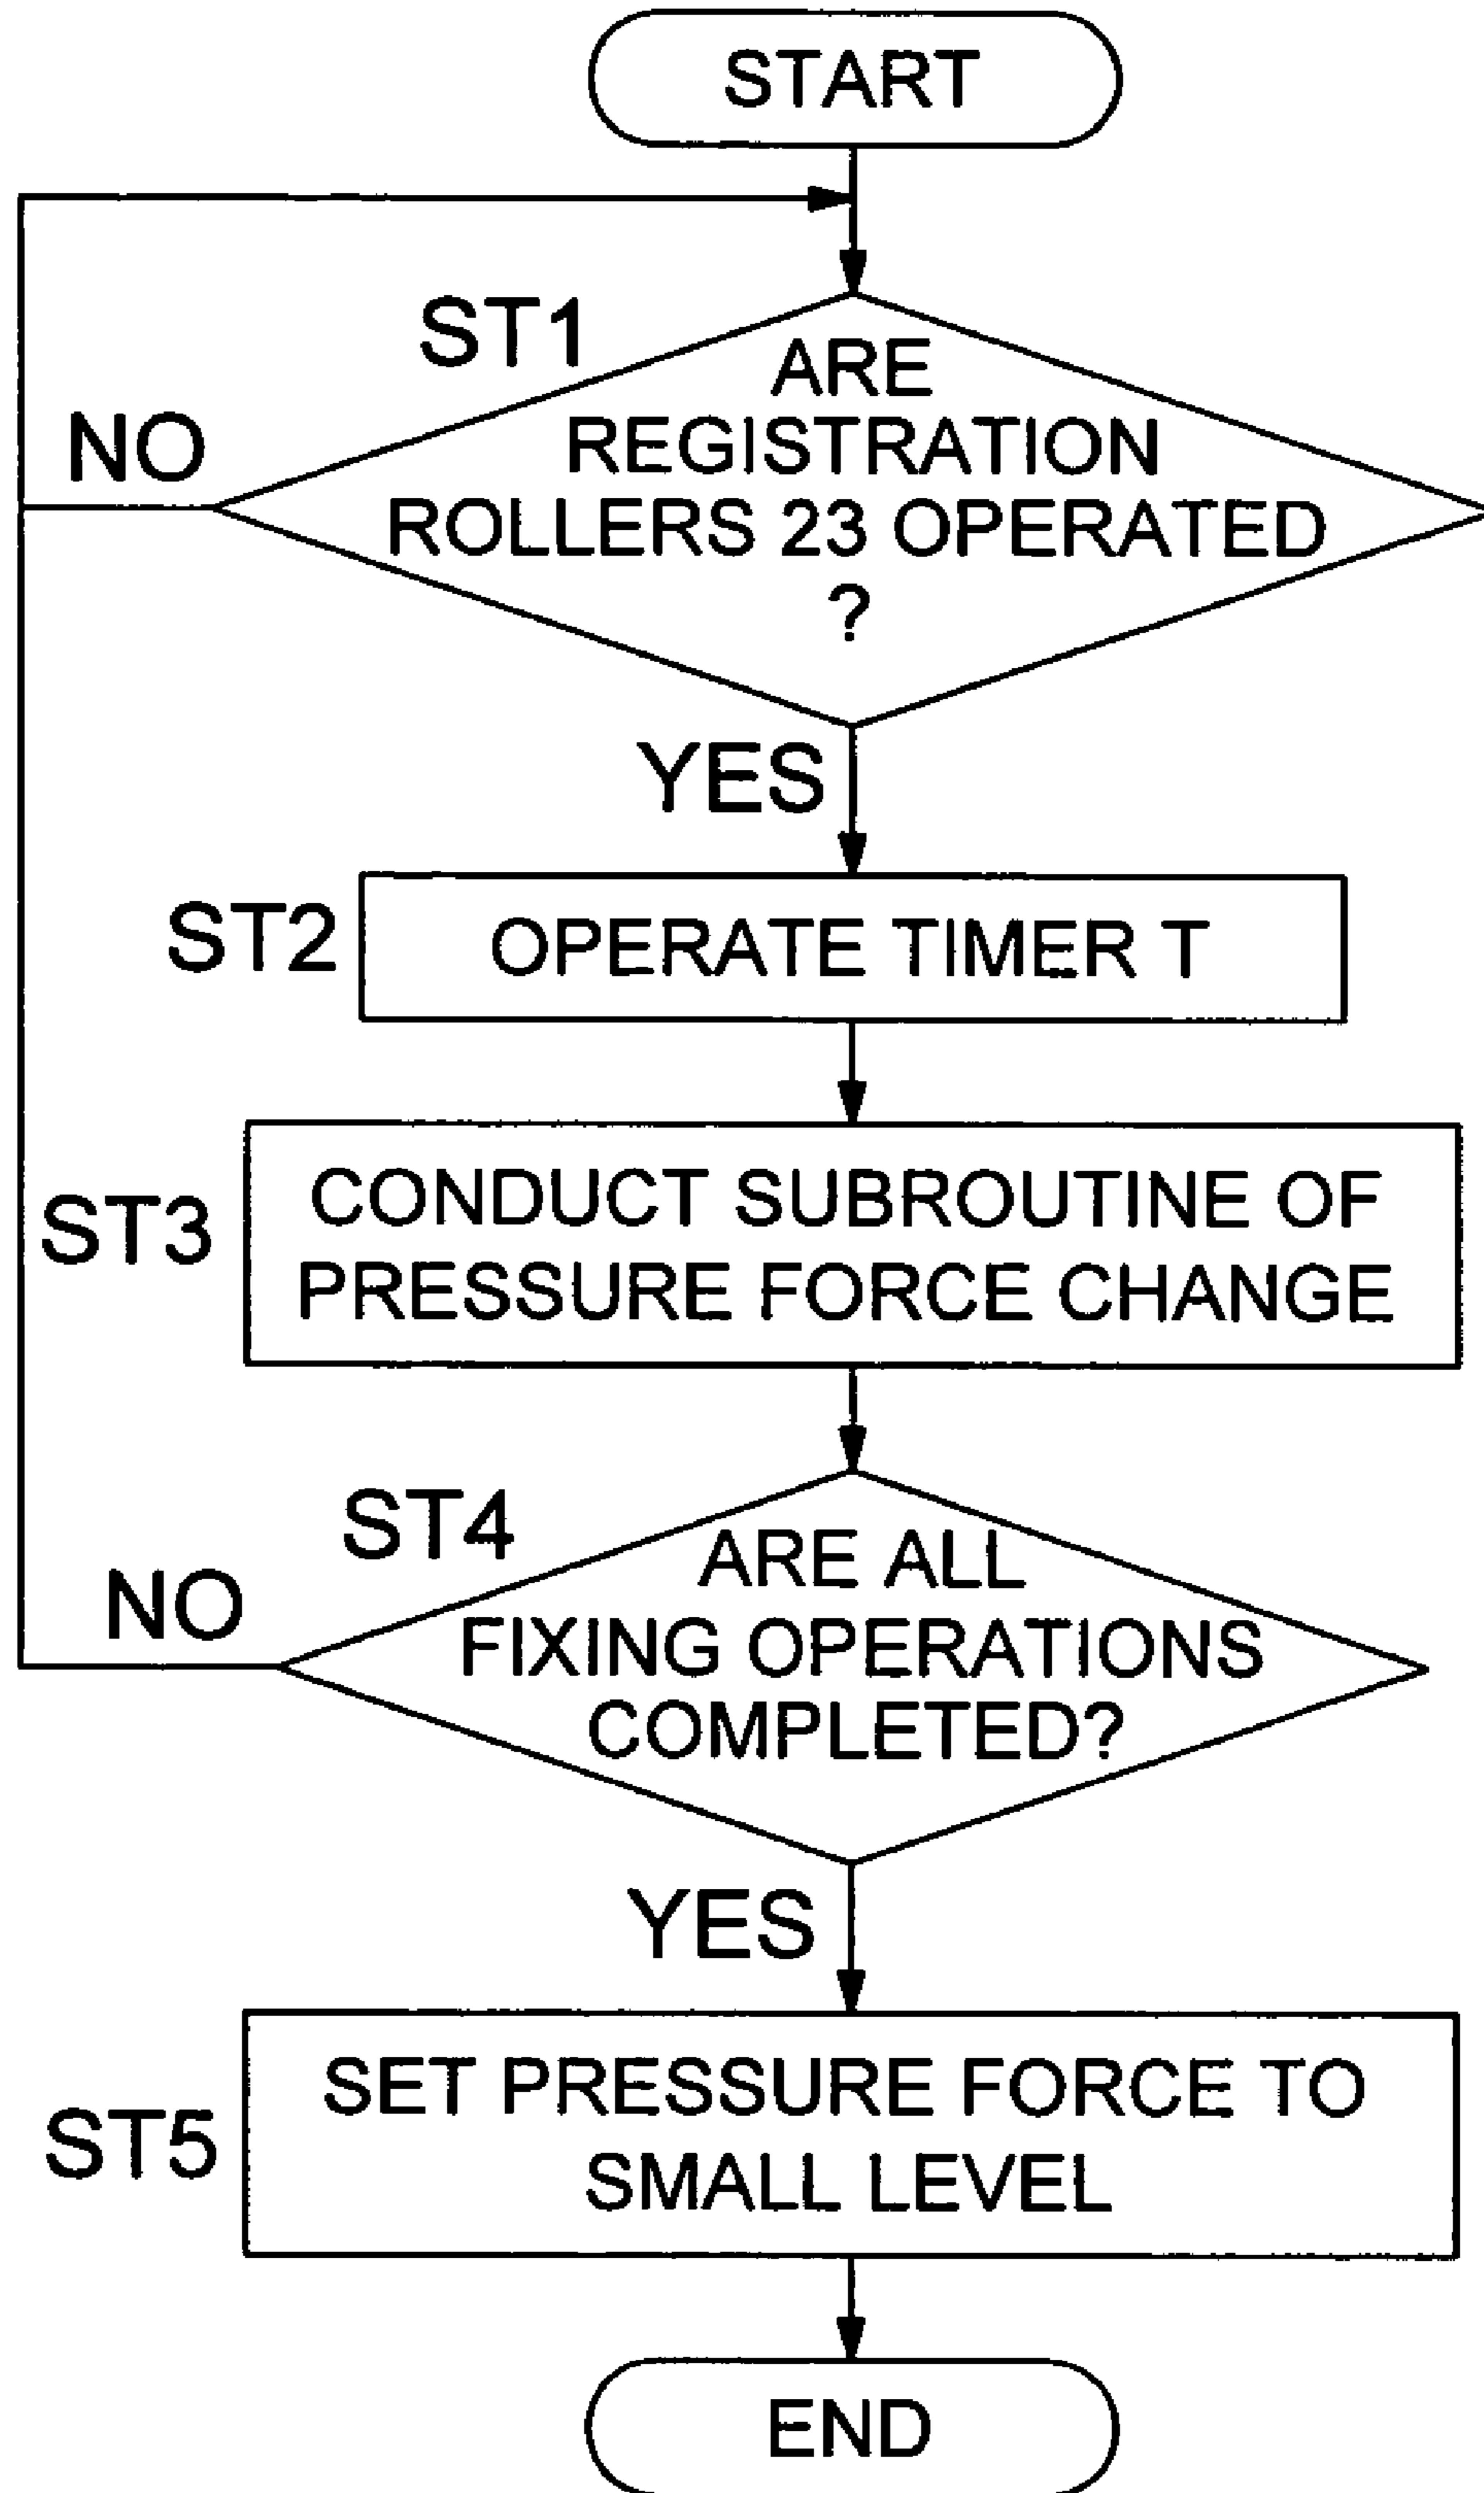 START
ST1
ARE
REGISTRATION
ROLLERS 23 OPERATED
?
NO
YES
ST2
OPERATE TIMER T
ST3
CONDUCT SUBROUTINE OF
PRESSURE FORCE CHANGE
ST4
ARE ALL
FIXING OPERATIONS
COMPLETED?
NO
YES
ST5
SET PRESSURE FORCE TO
SMALL LEVEL
END